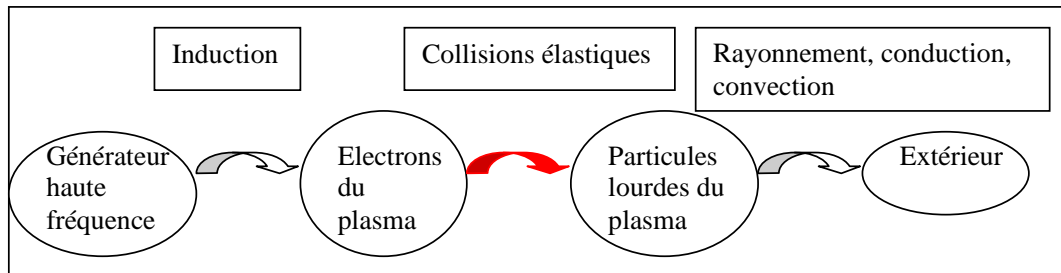 Induction
Collisions élastiques
Rayonnement, conduction,
convection
Générateur
haute
fréquence
Electrons
du
plasma
Particules
lourdes du
plasma
Extérieur